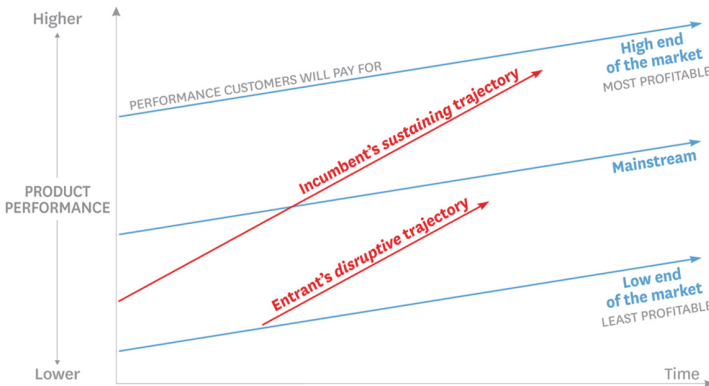 Higher
PERFORMANCE CUSTOMERS WILL PAY FOR
High end
of the market
MOST PROFITABLE
Incumbent's sustaining trajectory
Mainstream
PRODUCT
PERFORMANCE
Entrant's disruptive trajectory
Low end
of the market
LEAST PROFITABLE
Lower
Time